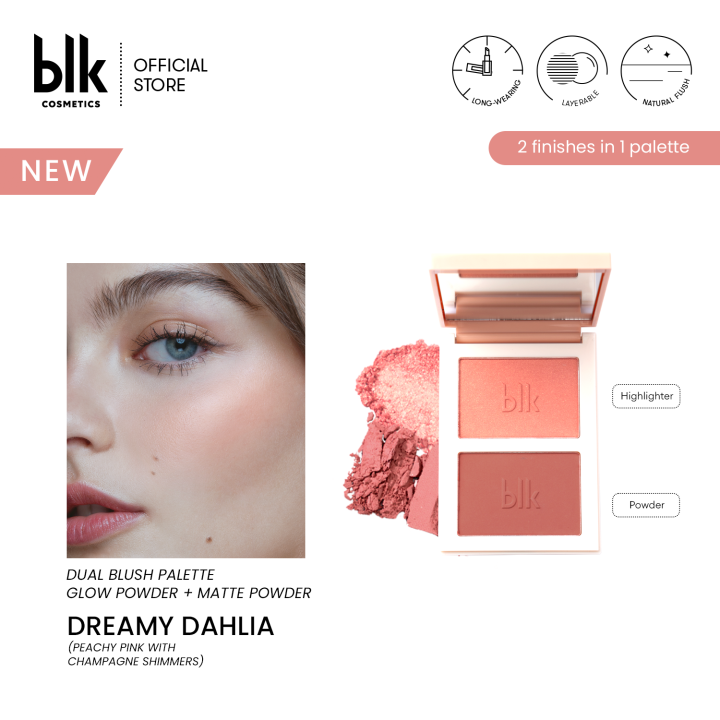 blk
COSMETICS
OFFICIAL
STORE
LONG-WEARING
LAYERABLE
NATURAL FLUSH
2 finishes in 1 palette
NEW
blk
Highlighter
blk
Powder
DUAL BLUSH PALETTE
GLOW POWDER + MATTE POWDER
DREAMY DAHLIA
(PEACHY PINK WITH
CHAMPAGNE SHIMMERS)